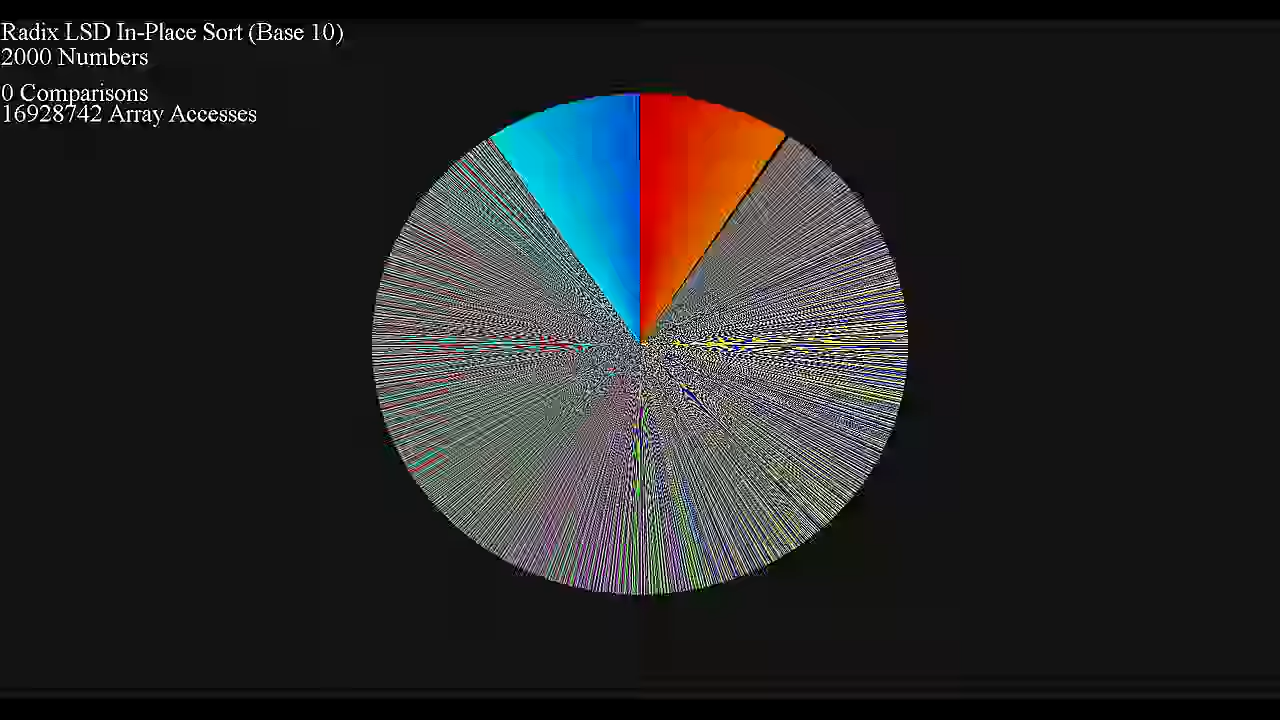 Radix LSD In-Place Sort (Base 10)
2000 Numbers
0 Comparisons
16928742 Array Accesses